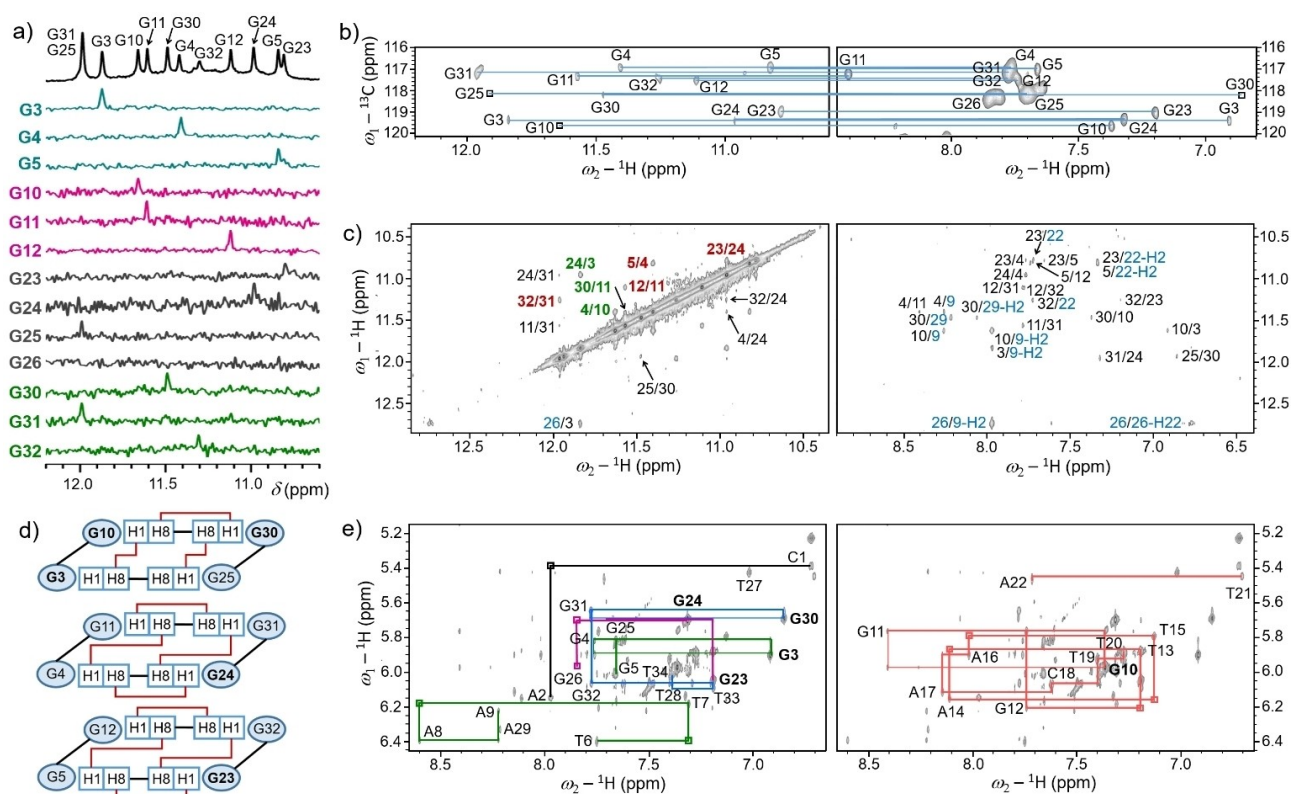 a)
G31
G25
G3
G10
G11
G30
G4
G32
G12
G24
G5
G23
G3
G4
G5
G10
G11
G12
G23
G24
G25
G26
G30
G31
G32
12.0 11.5 11.0 δ (ppm)
b)
116
117
118
119
120
ω1 – 13C (ppm)
G4 G5 G11 G31 G4 G5
G31 G11 G32 G12 G32 G12
G25 G30 G26 G25 G30
G3 G10 G24 G23 G10 G24 G23 G3
116
117
118
119
120
12.0 11.5 11.0 8.0 7.5 7.0
ω2 – 1H (ppm) ω2 – 1H (ppm)
c)
10.5
11.0
11.5
12.0
12.5
ω1 – 1H (ppm)
23/24
24/3 5/4
24/31
30/11 12/11
32/31 4/10
32/24
11/31
4/24
25/30
26/3
12.0 11.5 11.0 10.5
ω2 – 1H (ppm)
23/22
23/4 23/5 23/22-H2
24/4 5/12 5/22-H2
12/31 12/32
4/11 4/9 30/29-H2 32/22 32/23
30/29 11/31 30/10
10/9 10/9-H2 10/3
3/9-H2 31/24 25/30
26/9-H2 26/26-H22
10.5
11.0
11.5
12.0
12.5
8.5 8.0 7.5 7.0 6.5
ω2 – 1H (ppm)
d)
G10 H1 H8 H8 H1 G30
G3 H1 H8 H8 H1 G25
G11 H1 H8 H8 H1 G31
G4 H1 H8 H8 H1 G24
G12 H1 H8 H8 H1 G32
G5 H1 H8 H8 H1 G23
e)
5.2
5.4
5.6
5.8
6.0
6.2
6.4
ω1 – 1H (ppm)
C1
T27
G31 G24
G30
G4 G25
G3
G5
G26 T34 G23
A2 G32 T28 T7 T33
A9
A8 A29 T6
8.5 8.0 7.5 7.0
ω2 – 1H (ppm)
A22
T21
G11 T15
T20
A16 T19 T13
C18 G10
A17
A14 G12
5.2
5.4
5.6
5.8
6.0
6.2
6.4
8.5 8.0 7.5 7.0
ω2 – 1H (ppm)